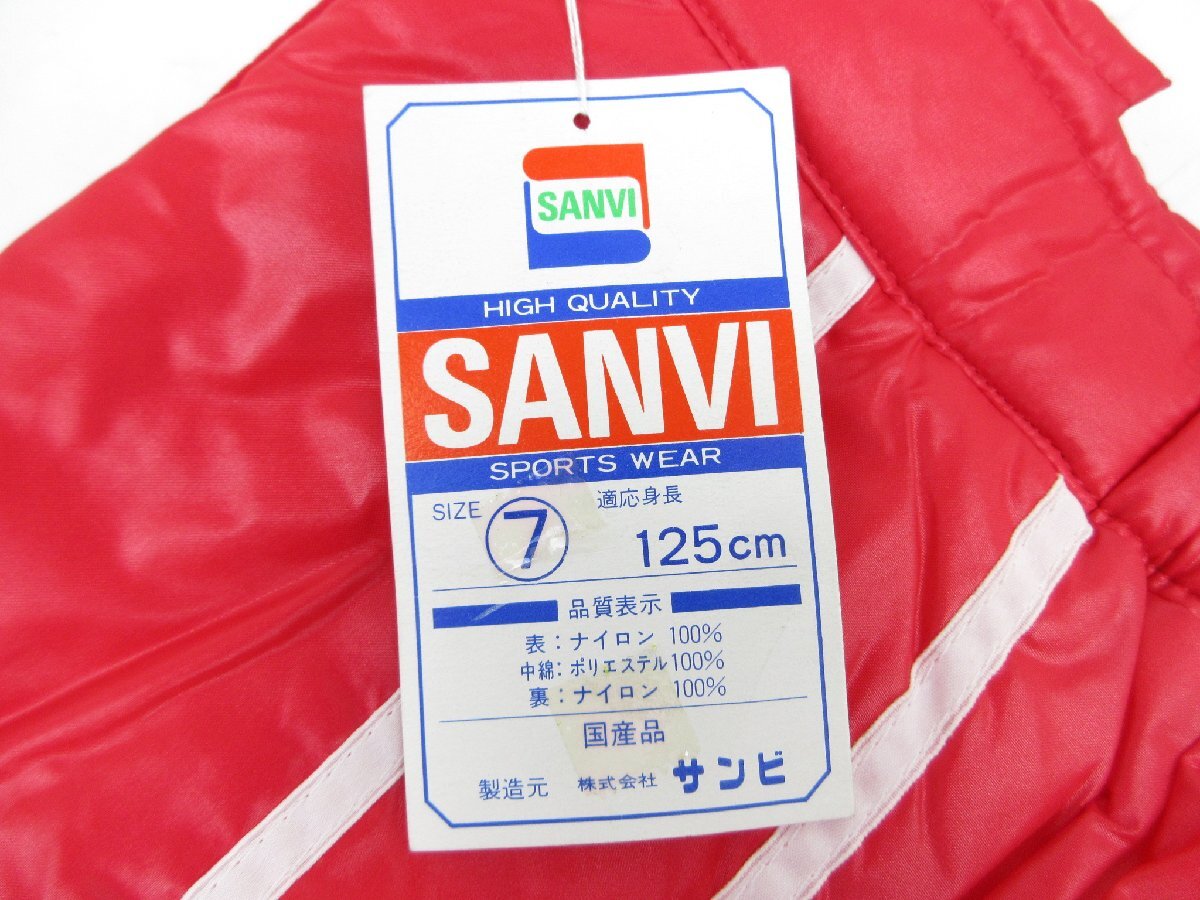 SANVI
HIGH QUALITY
SANVI
SPORTS WEAR
SIZE 7 適応身長
125cm
品質表示
表：ナイロン 100%
中綿：ポリエステル 100%
裏：ナイロン 100%
国産品
製造元 株式会社 サンビ